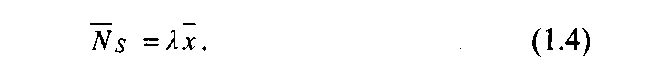 N̅_S = λx̅. (1.4)